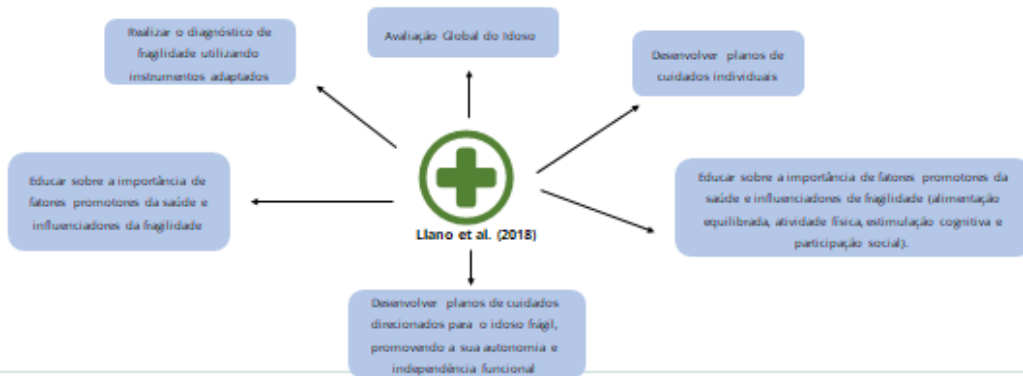 Realizar o diagnóstico de
fragilidade utilizando
instrumentos adaptados
Avaliação Global do Idoso
Desenvolver planos de
cuidados individuais
Educar sobre a importância de
fatores promotores da saúde e
influenciadores da fragilidade
Educar sobre a importância de fatores promotores da
saúde e influenciadores de fragilidade (alimentação
equilibrada, atividade física, estimulação cognitiva e
participação social).
Llano et al. (2018)
Desenvolver planos de cuidados
direcionados para o idoso frágil,
promovendo a sua autonomia e
independência funcional